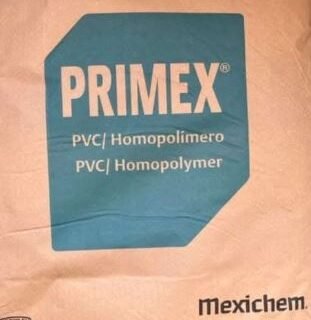 PRIMEX®
PVC/ Homopolímero
PVC/ Homopolymer
Mexichem.